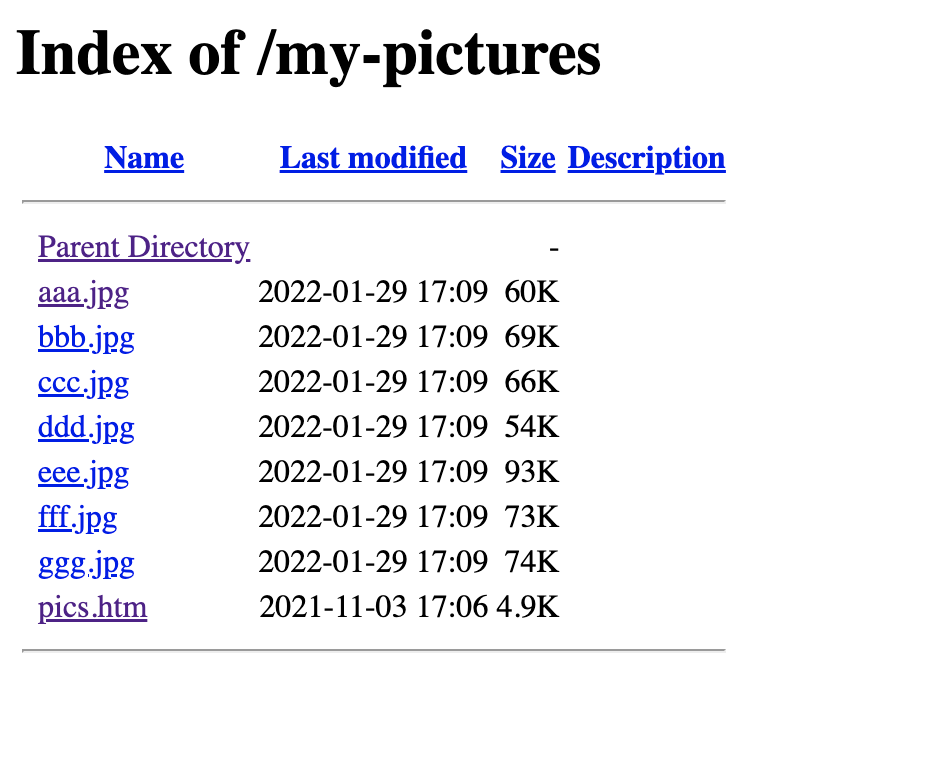 Index of /my-pictures
Name Last modified Size Description
Parent Directory -
aaa.jpg 2022-01-29 17:09 60K
bbb.jpg 2022-01-29 17:09 69K
ccc.jpg 2022-01-29 17:09 66K
ddd.jpg 2022-01-29 17:09 54K
eee.jpg 2022-01-29 17:09 93K
fff.jpg 2022-01-29 17:09 73K
ggg.jpg 2022-01-29 17:09 74K
pics.htm 2021-11-03 17:06 4.9K